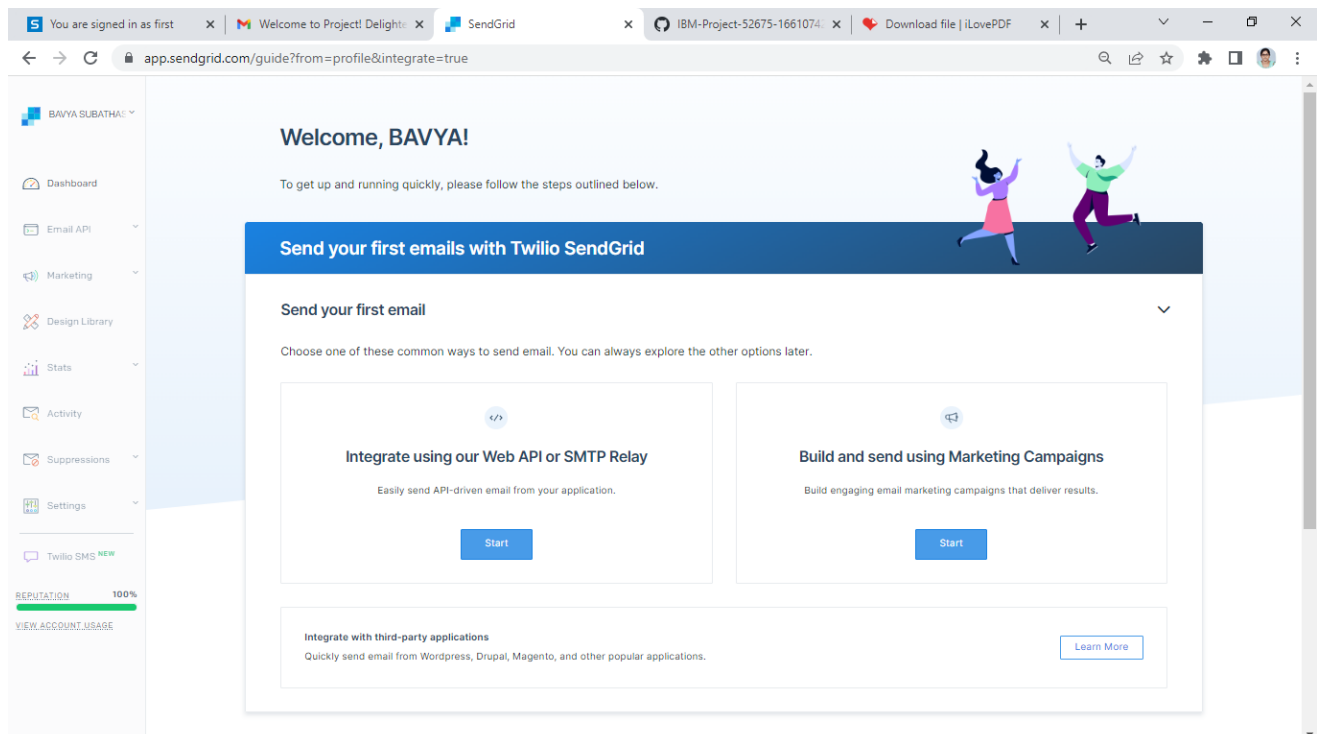 You are signed in as first
Welcome to Project! Delighte
SendGrid
IBM-Project-52675-1661074
Download file | iLovePDF
app.sendgrid.com/guide?from=profile&integrate=true
BAVYA SUBATHAS
Dashboard
Email API
Marketing
Design Library
Stats
Activity
Suppressions
Settings
Twilio SMS NEW
REPUTATION 100%
VIEW ACCOUNT USAGE
Welcome, BAVYA!
To get up and running quickly, please follow the steps outlined below.
Send your first emails with Twilio SendGrid
Send your first email
Choose one of these common ways to send email. You can always explore the other options later.
Integrate using our Web API or SMTP Relay
Easily send API-driven email from your application.
Start
Build and send using Marketing Campaigns
Build engaging email marketing campaigns that deliver results.
Start
Integrate with third-party applications
Quickly send email from Wordpress, Drupal, Magento, and other popular applications.
Learn More